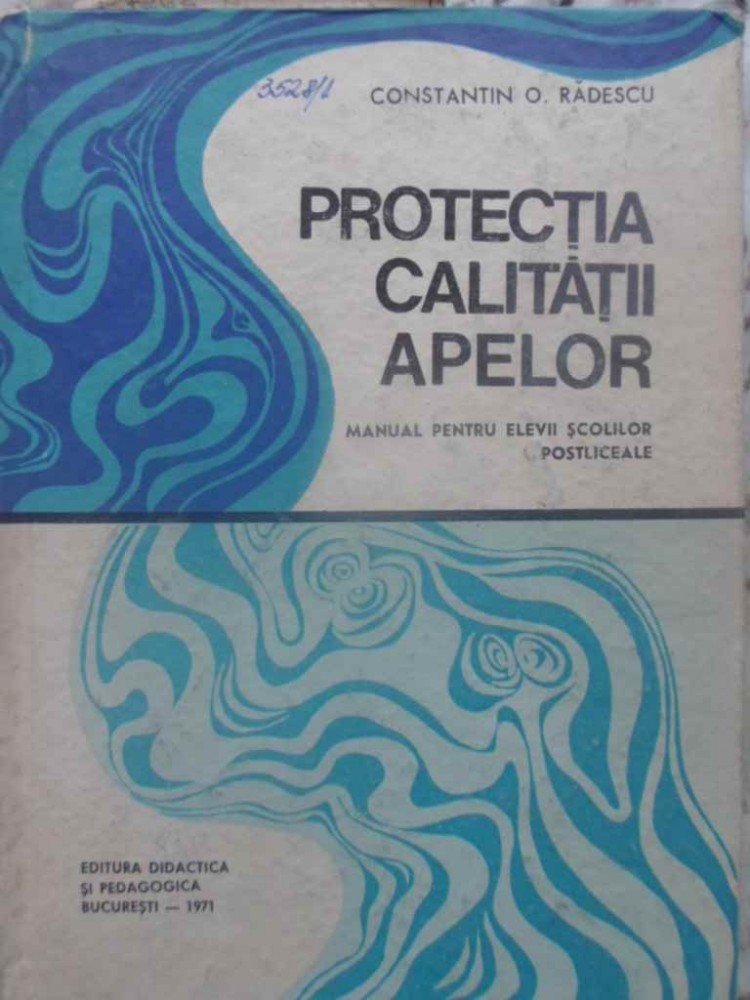 3528/1
CONSTANTIN O. RĂDESCU
PROTECȚIA
CALITĂȚII
APELOR
MANUAL PENTRU ELEVII ȘCOLILOR
POSTLICEALE
EDITURA DIDACTICA
ȘI PEDAGOGICA
BUCUREȘTI — 1971